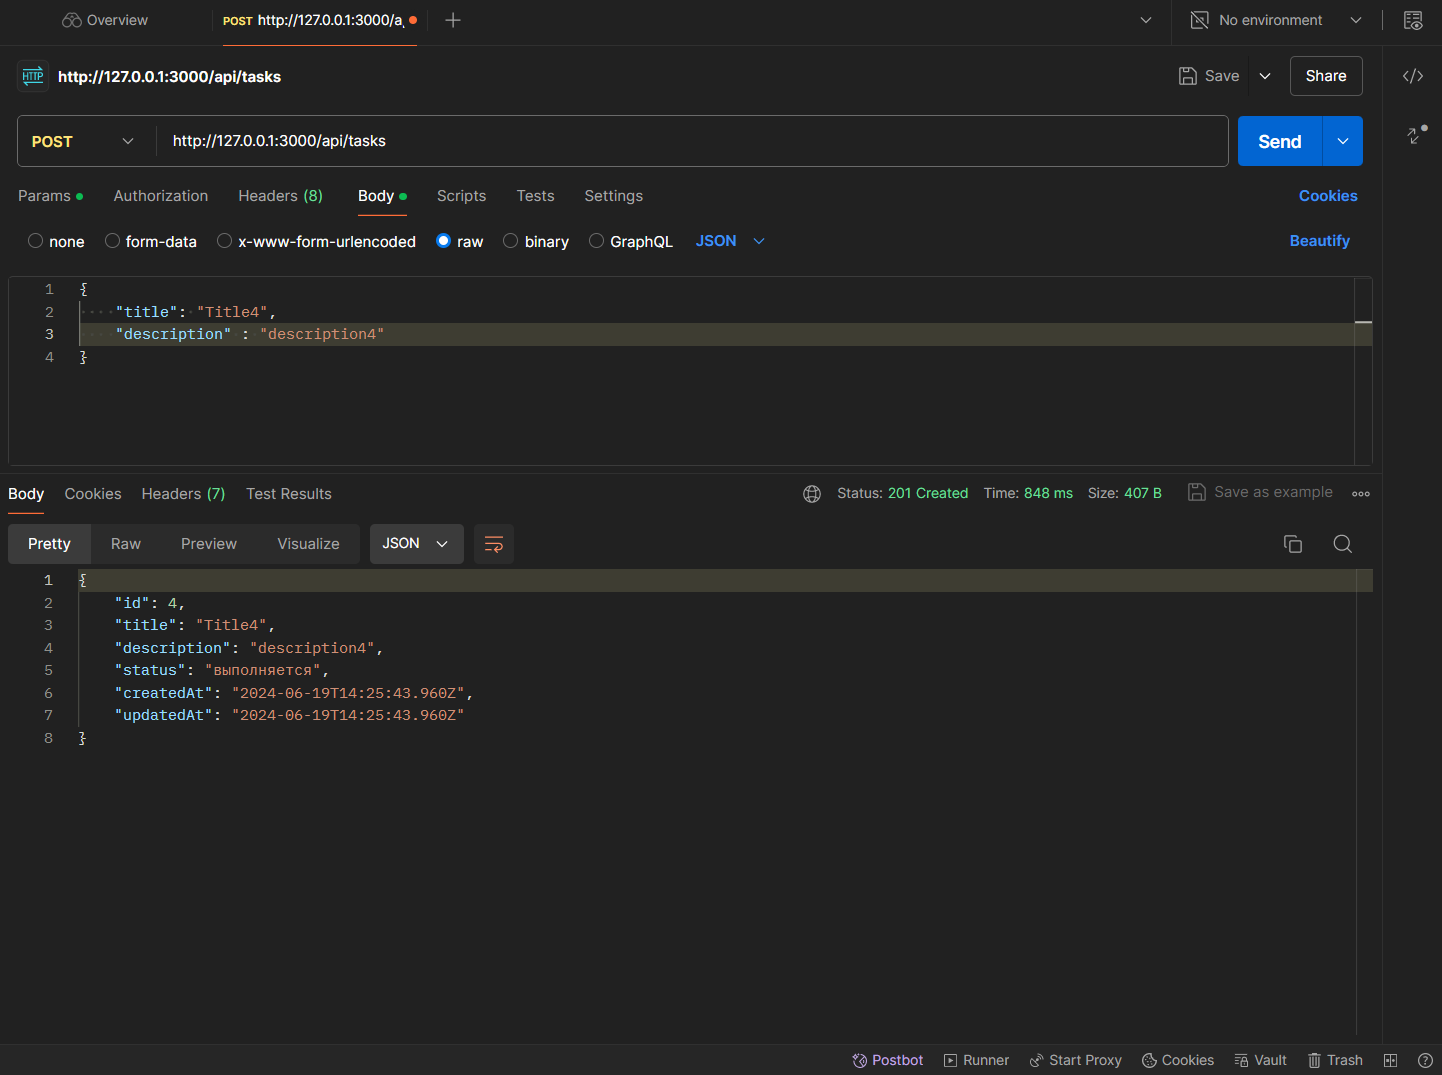 Overview
POST http://127.0.0.1:3000/a
No environment
HTTP http://127.0.0.1:3000/api/tasks
Save
Share
POST
http://127.0.0.1:3000/api/tasks
Send
Params
Authorization
Headers (8)
Body
Scripts
Tests
Settings
Cookies
none
form-data
x-www-form-urlencoded
raw
binary
GraphQL
JSON
Beautify
1 {
2 "title": "Title4",
3 "description" : "description4"
4 }
Body
Cookies
Headers (7)
Test Results
Status: 201 Created
Time: 848 ms
Size: 407 B
Save as example
Pretty
Raw
Preview
Visualize
JSON
1 {
2 "id": 4,
3 "title": "Title4",
4 "description": "description4",
5 "status": "выполняется",
6 "createdAt": "2024-06-19T14:25:43.960Z",
7 "updatedAt": "2024-06-19T14:25:43.960Z"
8 }
Postbot
Runner
Start Proxy
Cookies
Vault
Trash